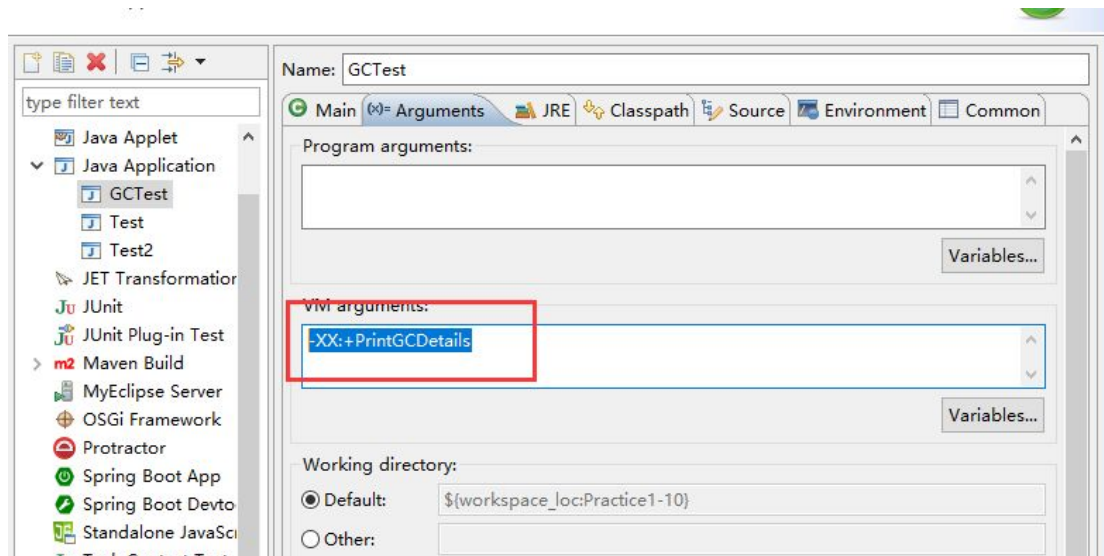 type filter text
Java Applet
Java Application
GCTest
Test
Test2
JET Transformation
JUnit
JUnit Plug-in Test
Maven Build
MyEclipse Server
OSGi Framework
Protractor
Spring Boot App
Spring Boot Devto
Standalone JavaScr
Name: GCTest
Main (x)= Arguments JRE Classpath Source Environment Common
Program arguments:
Variables...
VM arguments:
-XX:+PrintGCDetails
Variables...
Working directory:
Default: ${workspace_loc:Practice1-10}
Other: